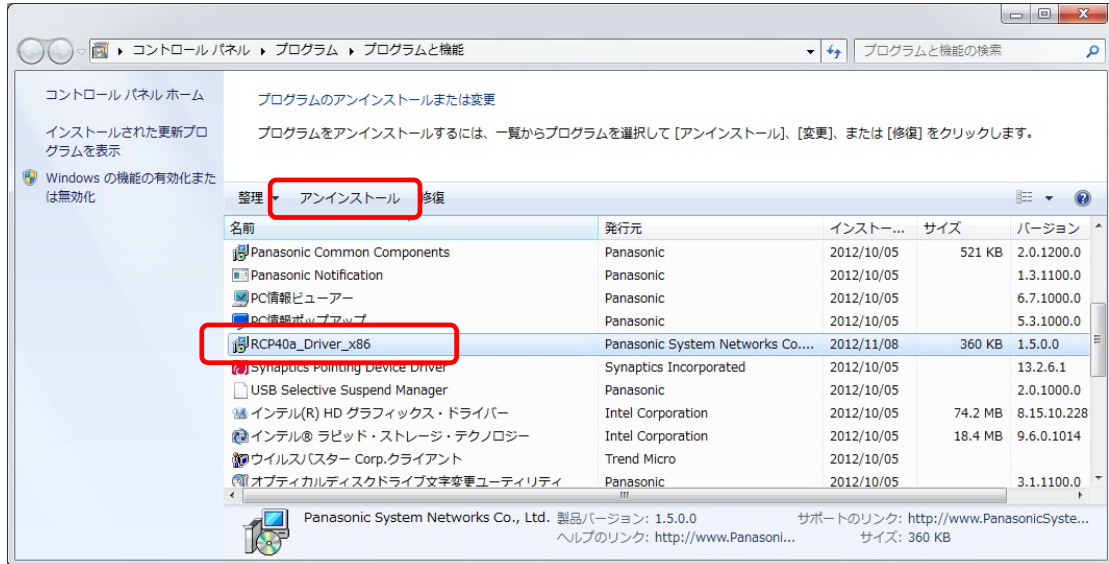 コントロール パネル ▸ プログラム ▸ プログラムと機能
プログラムと機能の検索
コントロール パネル ホーム
インストールされた更新プログラムを表示
Windows の機能の有効化または無効化
プログラムのアンインストールまたは変更
プログラムをアンインストールするには、一覧からプログラムを選択して [アンインストール]、[変更]、または [修復] をクリックします。
整理 アンインストール 修復
名前 発行元 インストー... サイズ バージョン
Panasonic Common Components Panasonic 2012/10/05 521 KB 2.0.1200.0
Panasonic Notification Panasonic 2012/10/05 1.3.1100.0
PC情報ビューアー Panasonic 2012/10/05 6.7.1000.0
PC情報ポップアップ Panasonic 2012/10/05 5.3.1000.0
RCP40a_Driver_x86 Panasonic System Networks Co.... 2012/11/08 360 KB 1.5.0.0
Synaptics Pointing Device Driver Synaptics Incorporated 2012/10/05 13.2.6.1
USB Selective Suspend Manager Panasonic 2012/10/05 2.0.1000.0
インテル(R) HD グラフィックス・ドライバー Intel Corporation 2012/10/05 74.2 MB 8.15.10.228
インテル® ラピッド・ストレージ・テクノロジー Intel Corporation 2012/10/05 18.4 MB 9.6.0.1014
ウイルスバスター Corp.クライアント Trend Micro 2012/10/05
オプティカルディスクドライブ文字変更ユーティリティ Panasonic 2012/10/05 3.1.1100.0
Panasonic System Networks Co., Ltd. 製品バージョン: 1.5.0.0 サポートのリンク: http://www.PanasonicSyste...
ヘルプのリンク: http://www.Panasoni... サイズ: 360 KB